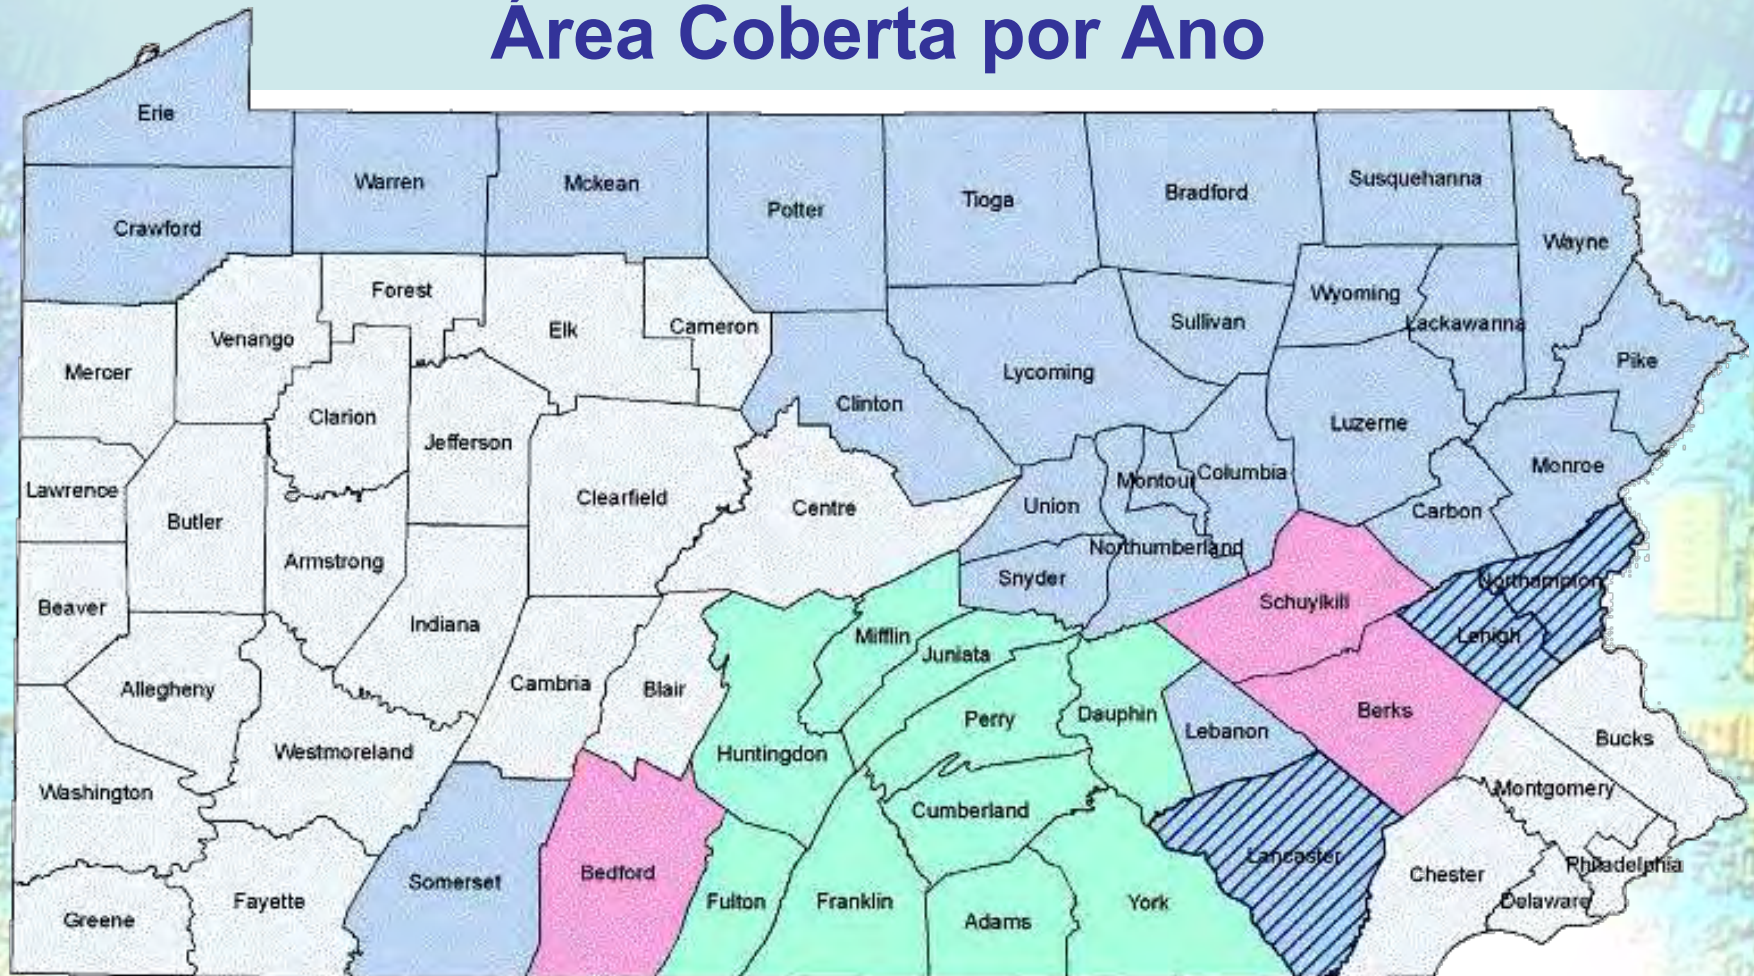 Área Coberta por Ano
Erie
Warren
Mckean
Potter
Tioga
Bradford
Susquehanna
Crawford
Wayne
Forest
Venango
Elk
Cameron
Wyoming
Lackawanna
Sullivan
Mercer
Lycoming
Pike
Clarion
Clinton
Jefferson
Luzerne
Monroe
Lawrence
Butler
Clearfield
Centre
Union
Montour
Columbia
Carbon
Armstrong
Northumberland
Snyder
Northampton
Beaver
Indiana
Schuylkill
Lehigh
Mifflin
Juniata
Allegheny
Cambria
Blair
Perry
Dauphin
Berks
Lebanon
Bucks
Westmoreland
Huntingdon
Washington
Cumberland
Montgomery
Somerset
Bedford
Lancaster
Chester
Philadelphia
Greene
Fayette
Fulton
Franklin
Adams
York
Delaware